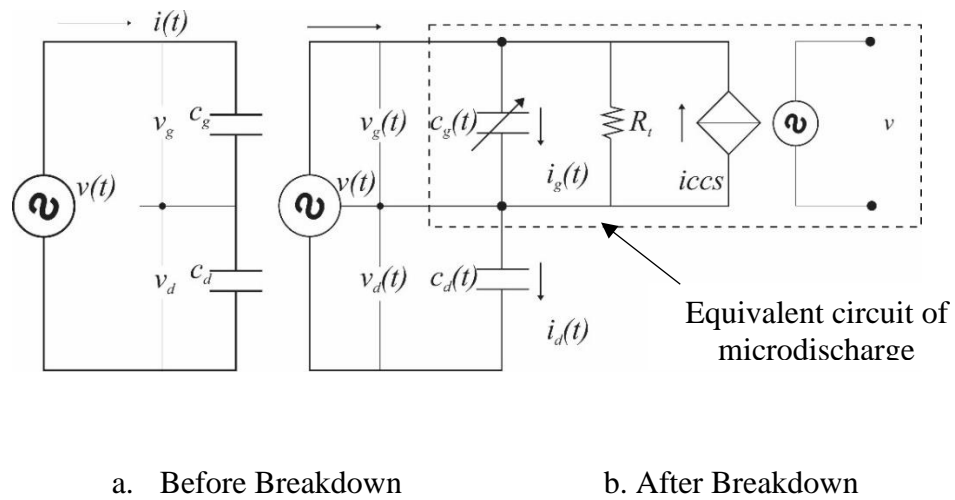 i(t)
v_g
c_g
v(t)
v_d
c_d
v_g(t)
c_g(t)
R_t
iccs
v
i_g(t)
v(t)
v_d(t)
c_d(t)
i_d(t)
Equivalent circuit of
microdischarge
a. Before Breakdown
b. After Breakdown